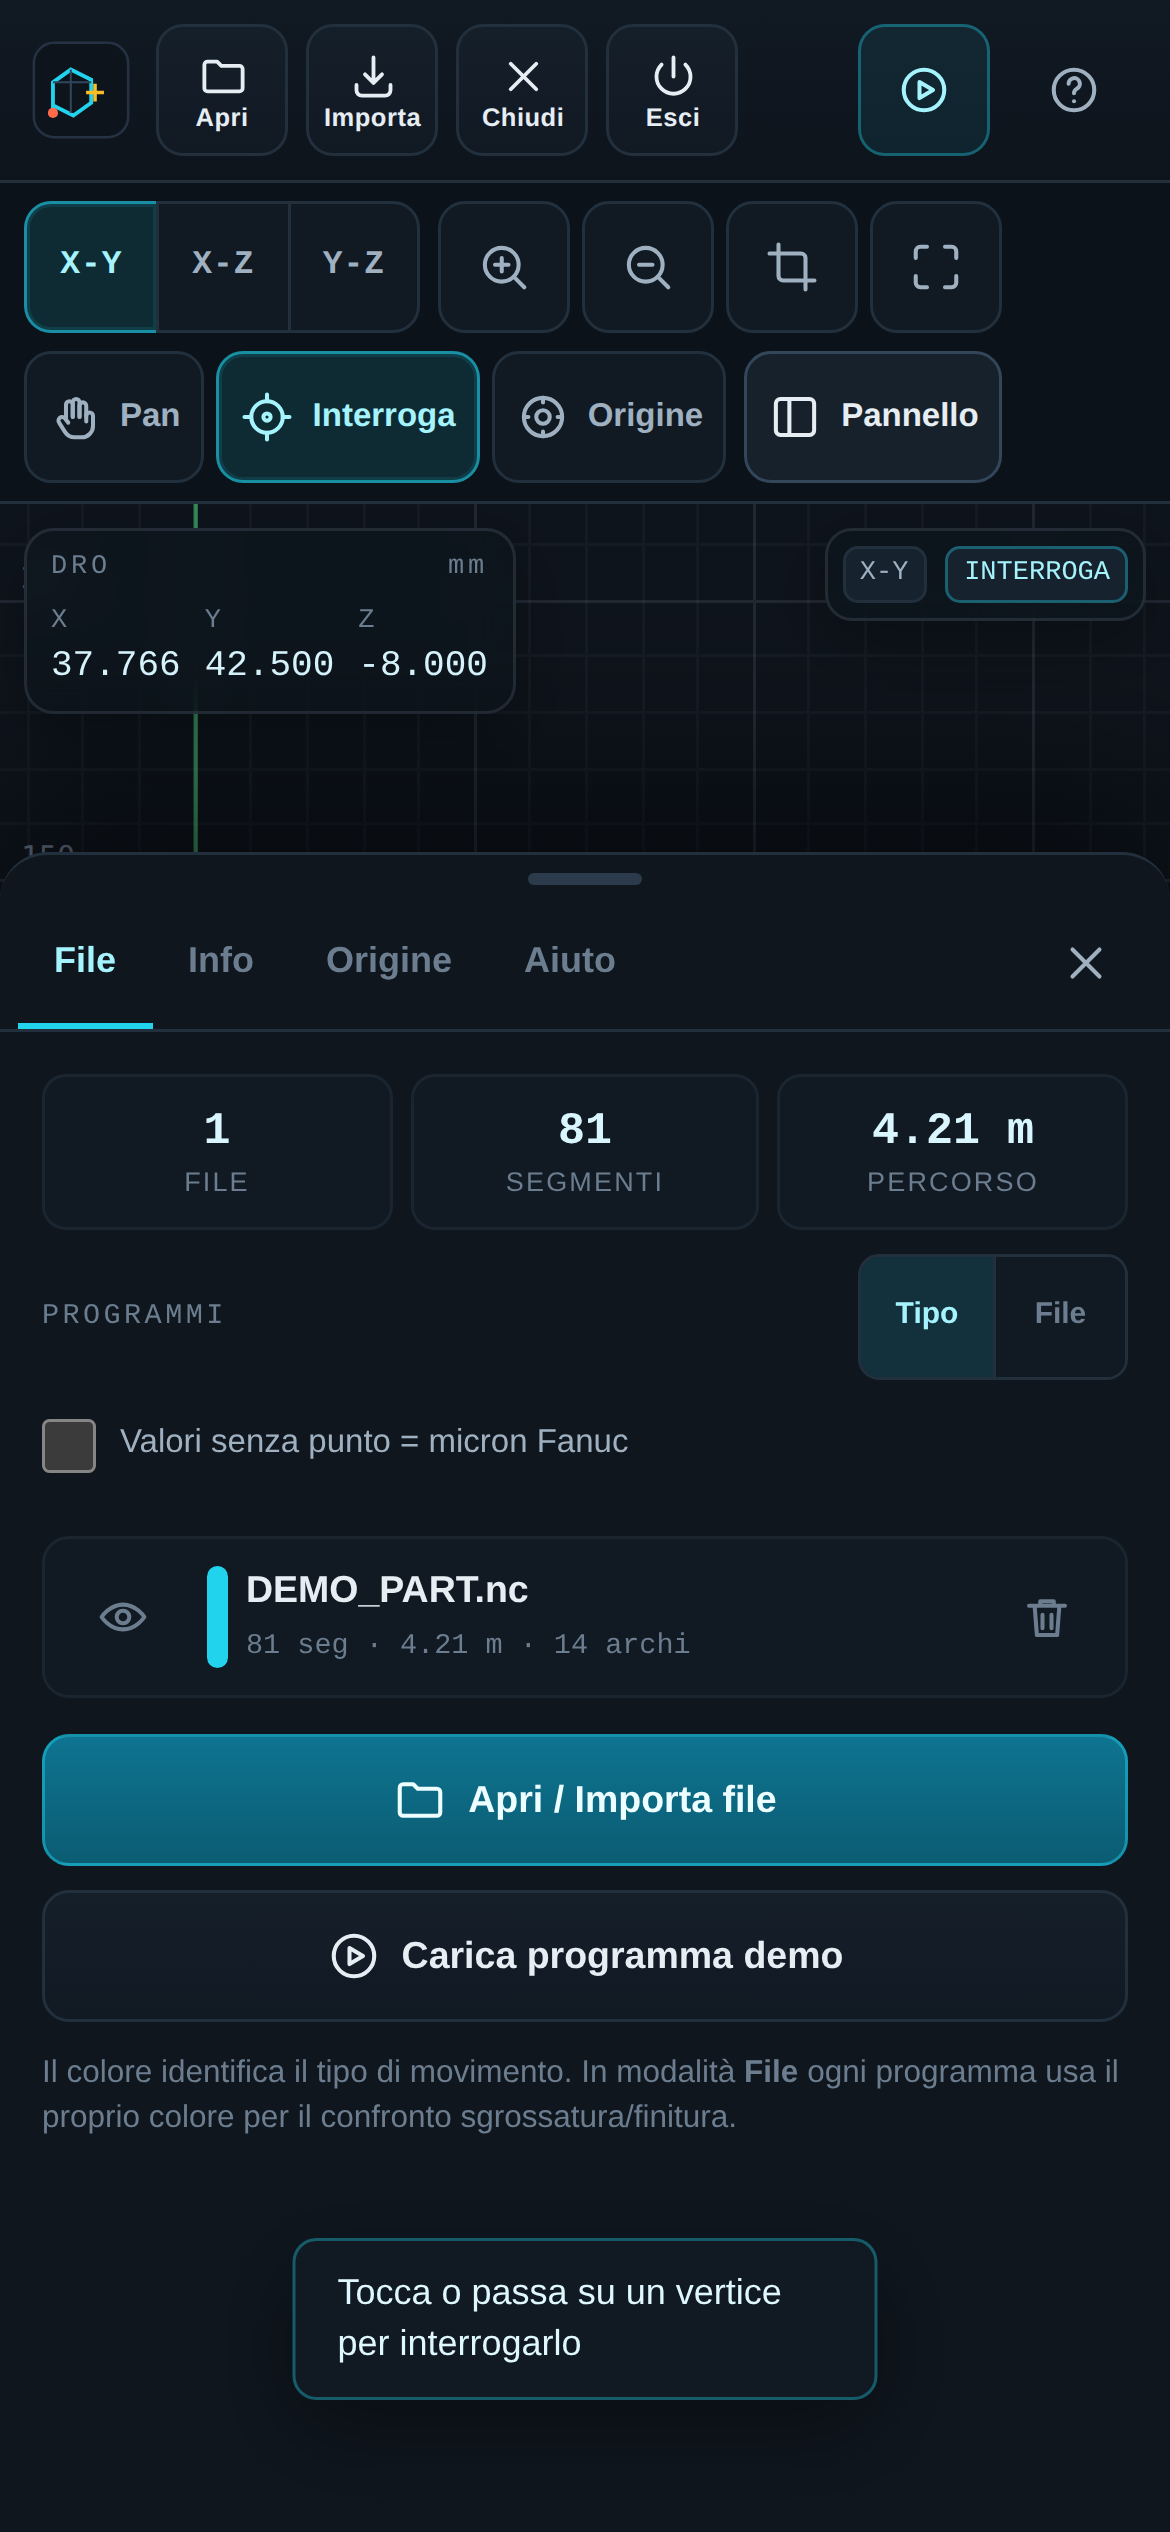 Apri
Importa
Chiudi
Esci
X-Y
X-Z
Y-Z
Pan
Interroga
Origine
Pannello
DRO
mm
X
Y
Z
37.766
42.500
-8.000
X-Y
INTERROGA
150
File
Info
Origine
Aiuto
1
81
4.21 m
FILE
SEGMENTI
PERCORSO
PROGRAMMI
Tipo
File
Valori senza punto = micron Fanuc
DEMO_PART.nc
81 seg · 4.21 m · 14 archi
Apri / Importa file
Carica programma demo
Il colore identifica il tipo di movimento. In modalità File ogni programma usa il
proprio colore per il confronto sgrossatura/finitura.
Tocca o passa su un vertice
per interrogarlo